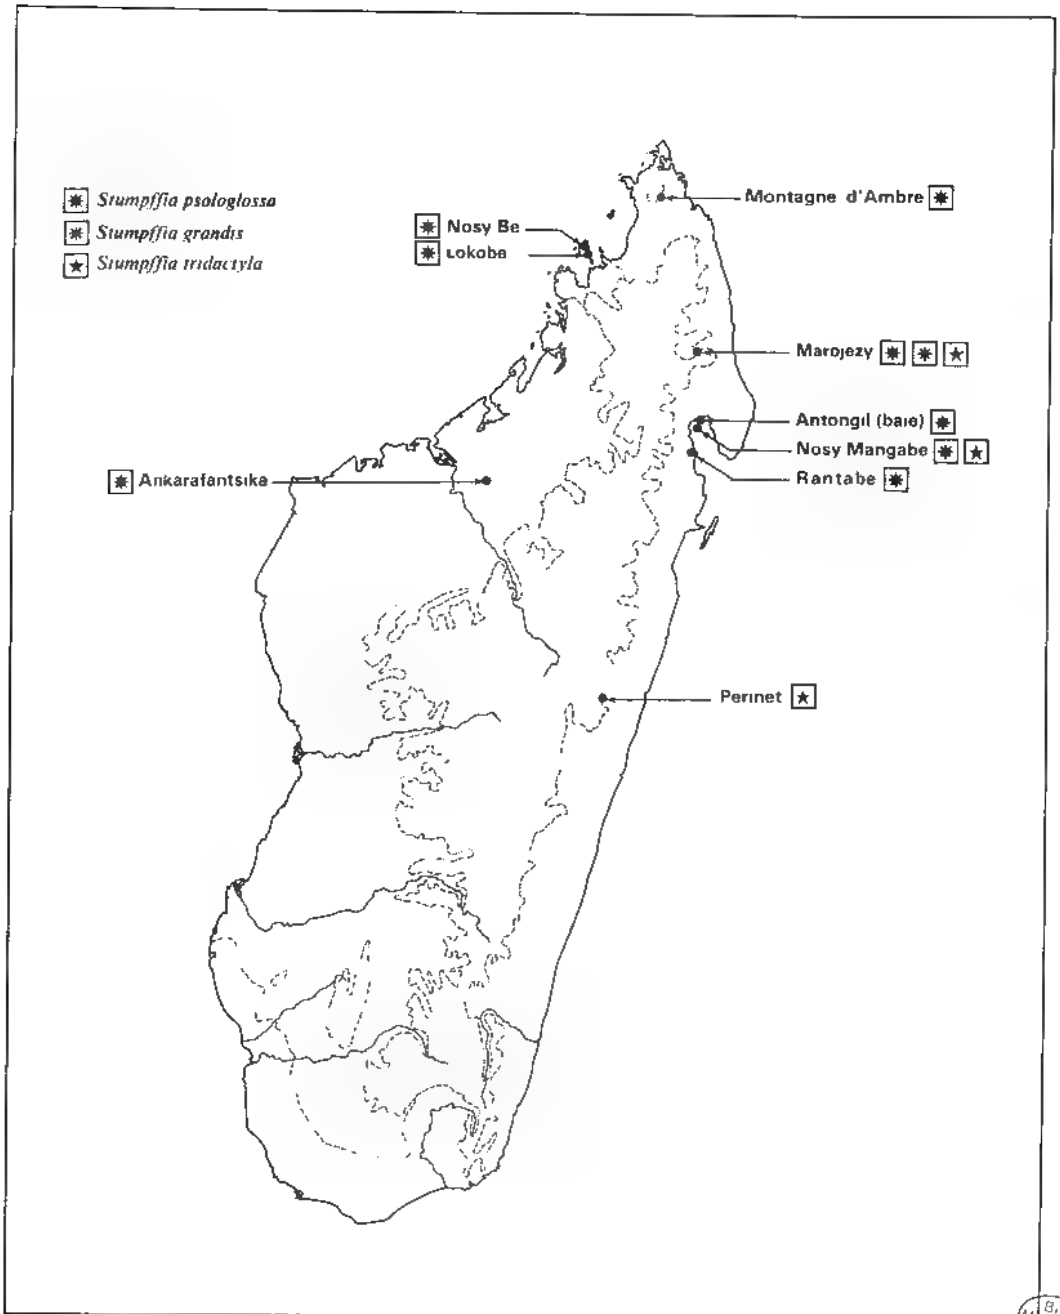 Stumpffia psologlossa
Stumpffia grandis
Stumpffia tridactyla
Montagne d'Ambre
Nosy Be
Lokobe
Marojezy
Antongil (baie)
Nosy Mangabe
Rantabe
Ankarafantsika
Perinet